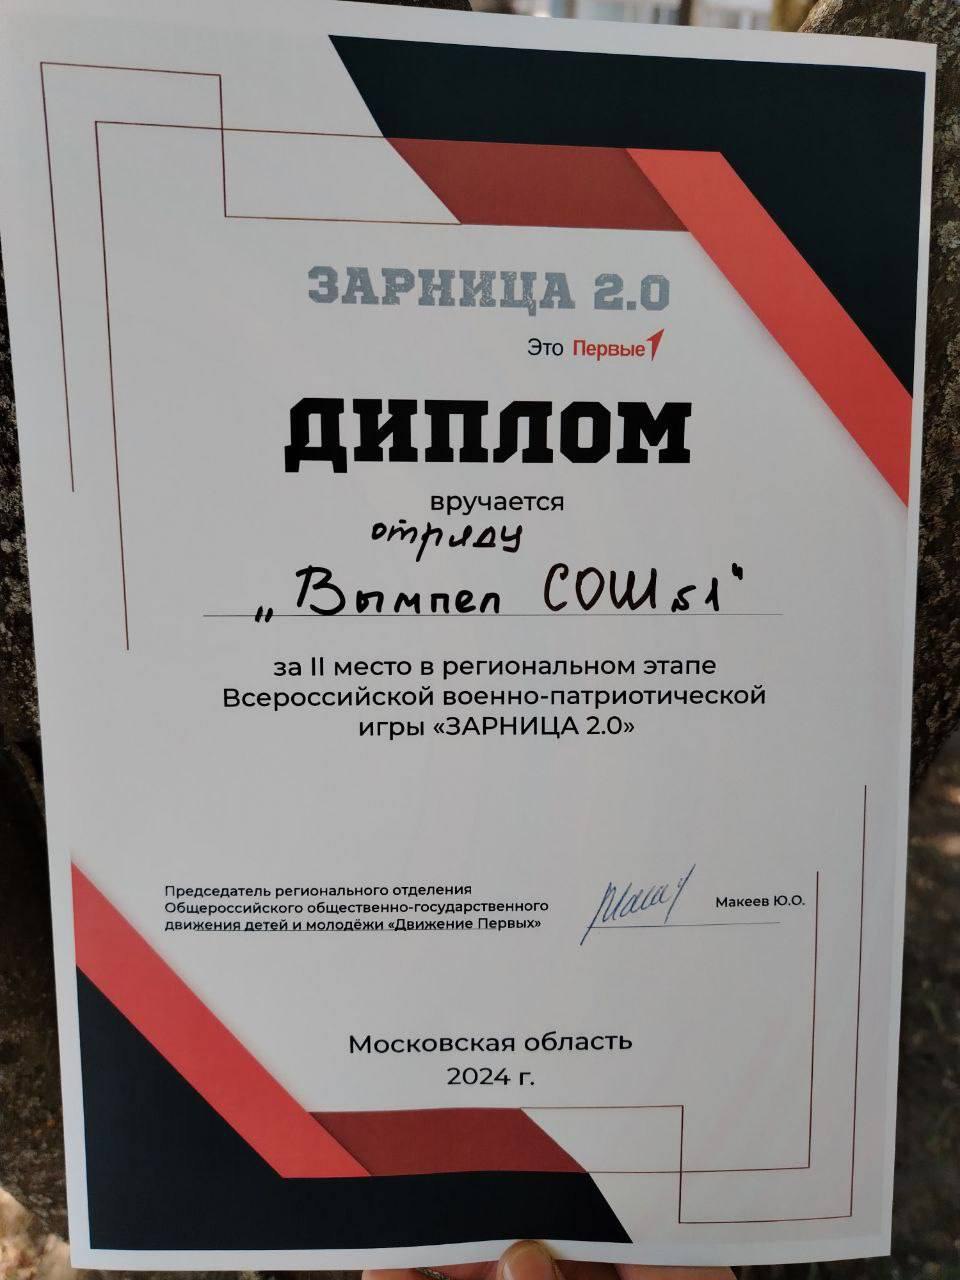 ЗАРНИЦА 2.0
Это Первые
ДИПЛОМ
вручается
отряду
„Вымпел СОШ 51"
за II место в региональном этапе
Всероссийской военно-патриотической
игры «ЗАРНИЦА 2.0»
Председатель регионального отделения
Общероссийского общественно-государственного
движения детей и молодёжи «Движение Первых»
Макеев Ю.О.
Московская область
2024 г.